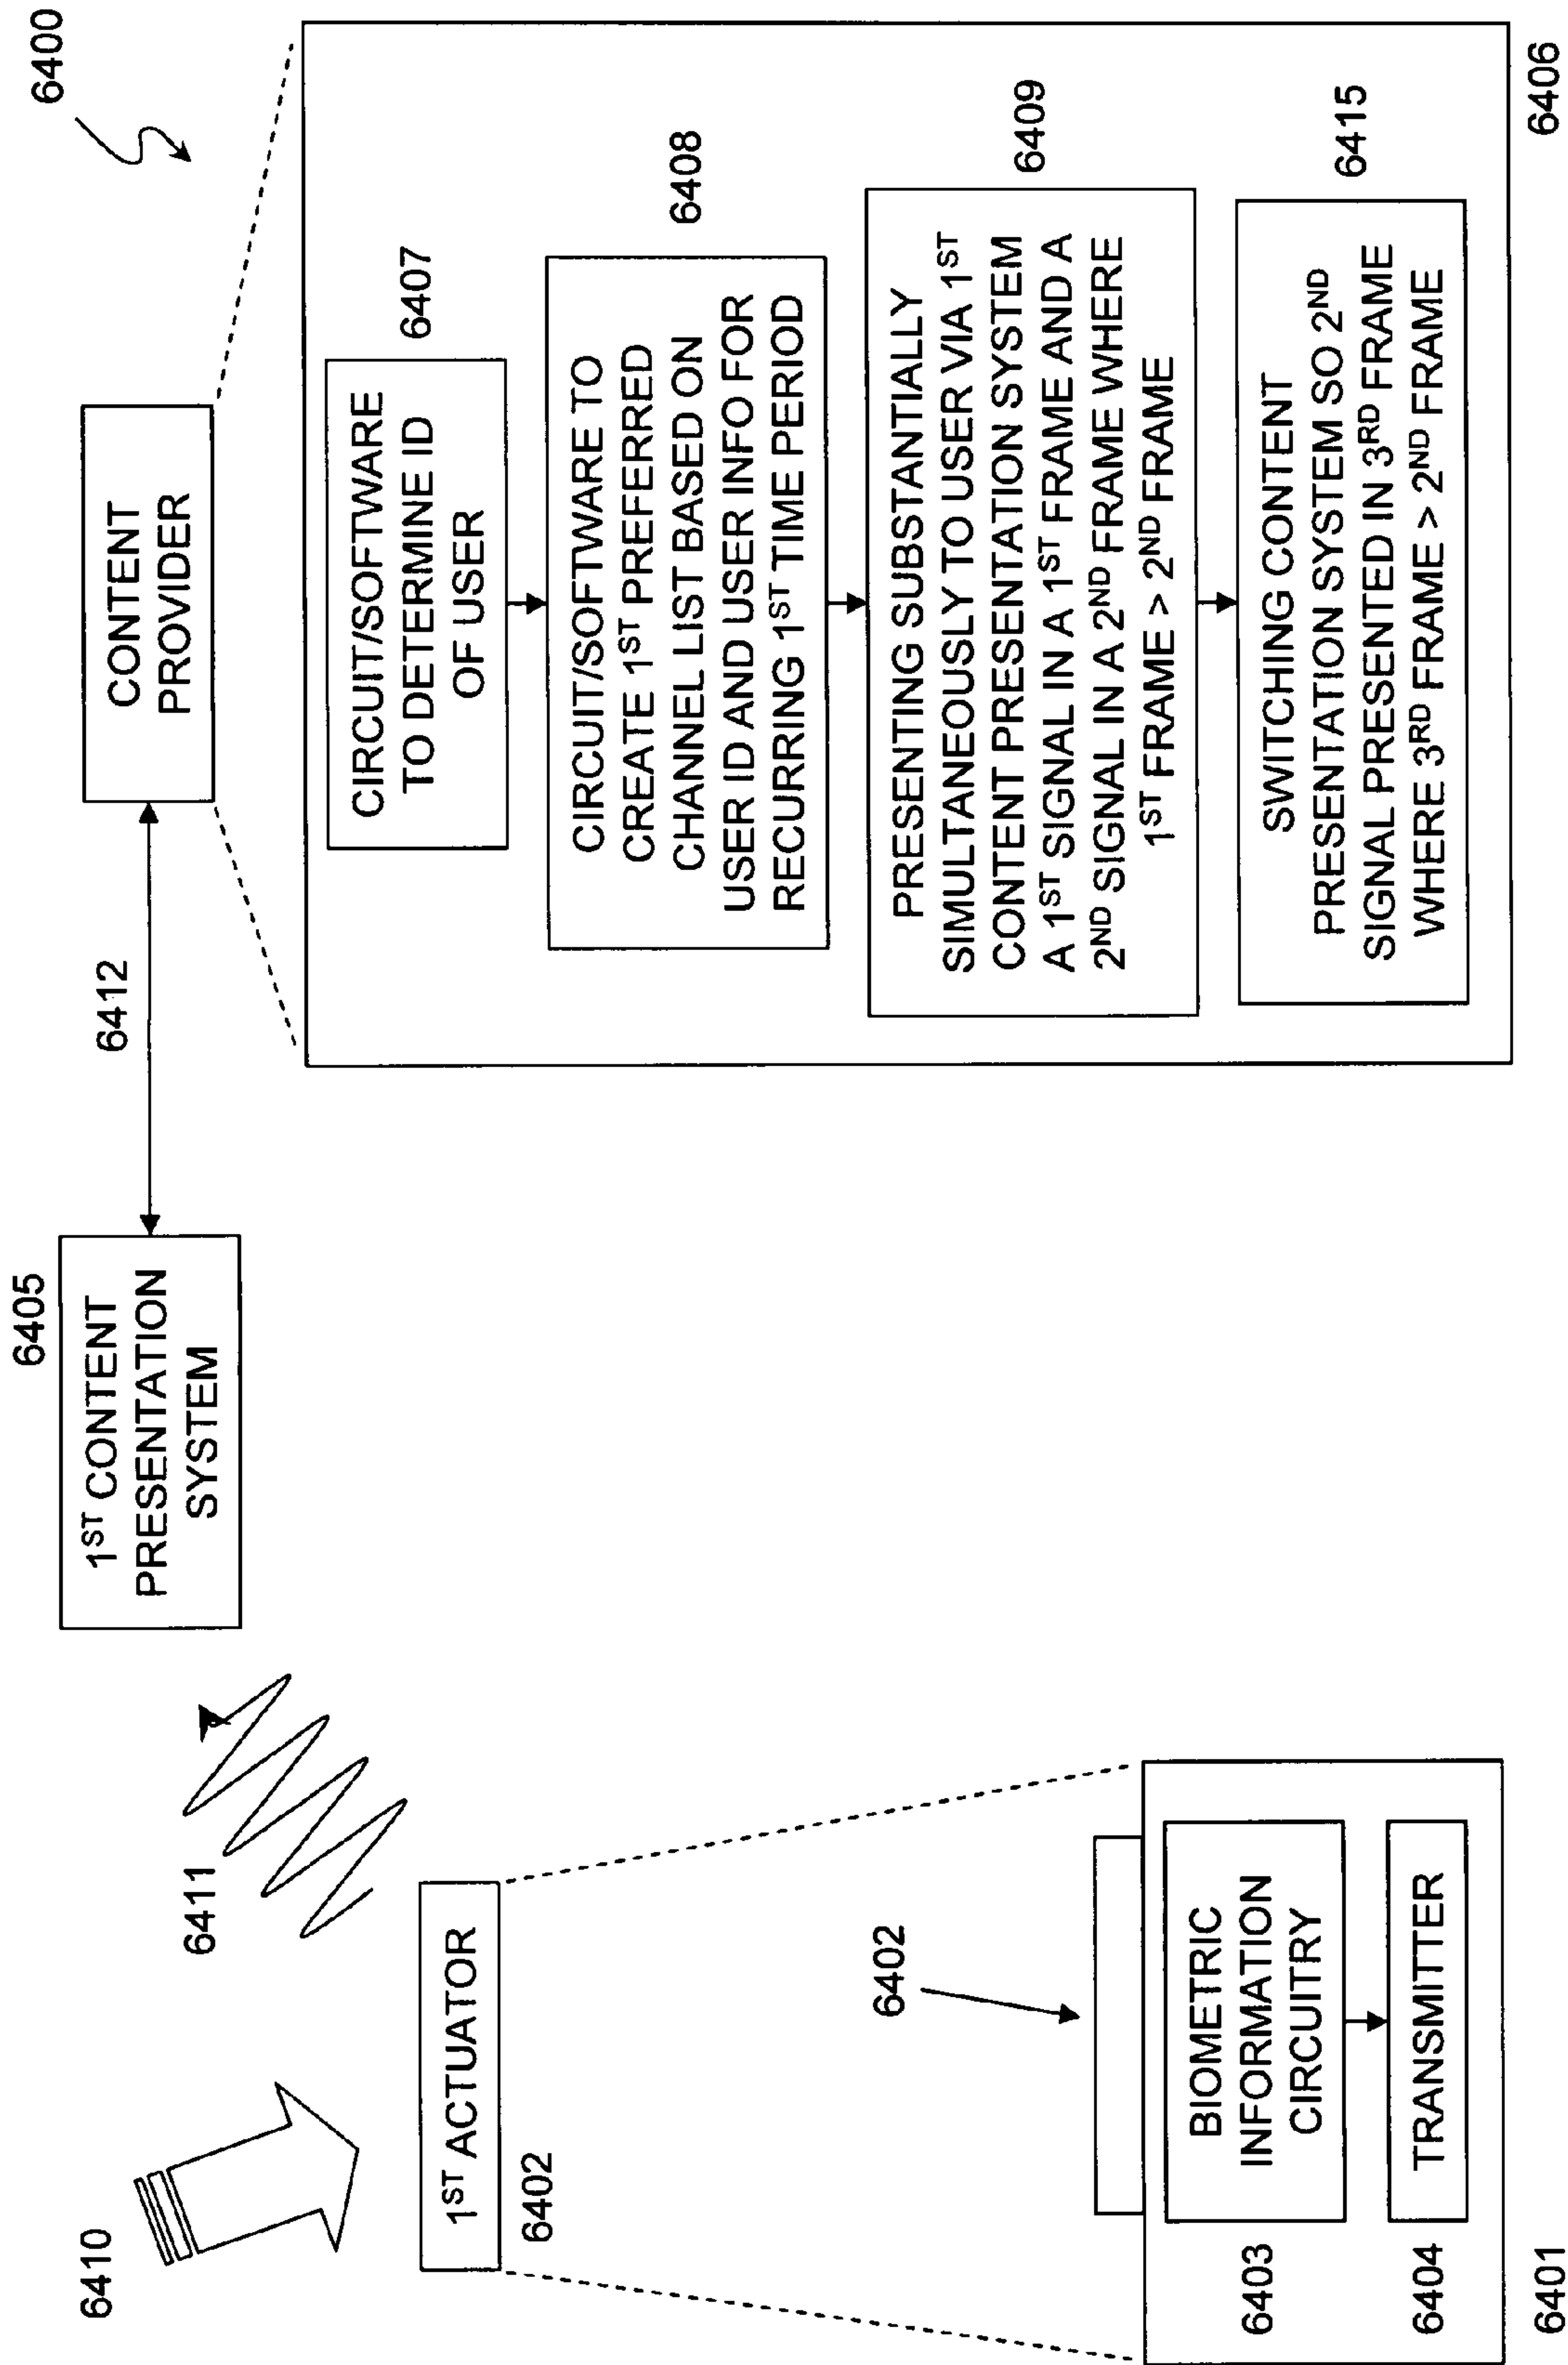 6400
6405
6412
1ST CONTENT
PRESENTATION
SYSTEM
CONTENT
PROVIDER
6410
6411
1ST ACTUATOR
6402
6402
BIOMETRIC
INFORMATION
CIRCUITRY
6403
TRANSMITTER
6404
6401
CIRCUIT/SOFTWARE
TO DETERMINE ID
OF USER
6407
CIRCUIT/SOFTWARE TO
CREATE 1ST PREFERRED
CHANNEL LIST BASED ON
USER ID AND USER INFO FOR
RECURRING 1ST TIME PERIOD
6408
PRESENTING SUBSTANTIALLY
SIMULTANEOUSLY TO USER VIA 1ST
CONTENT PRESENTATION SYSTEM
A 1ST SIGNAL IN A 1ST FRAME AND A
2ND SIGNAL IN A 2ND FRAME WHERE
1ST FRAME > 2ND FRAME
6409
SWITCHING CONTENT
PRESENTATION SYSTEM SO 2ND
SIGNAL PRESENTED IN 3RD FRAME
WHERE 3RD FRAME > 2ND FRAME
6415
6406